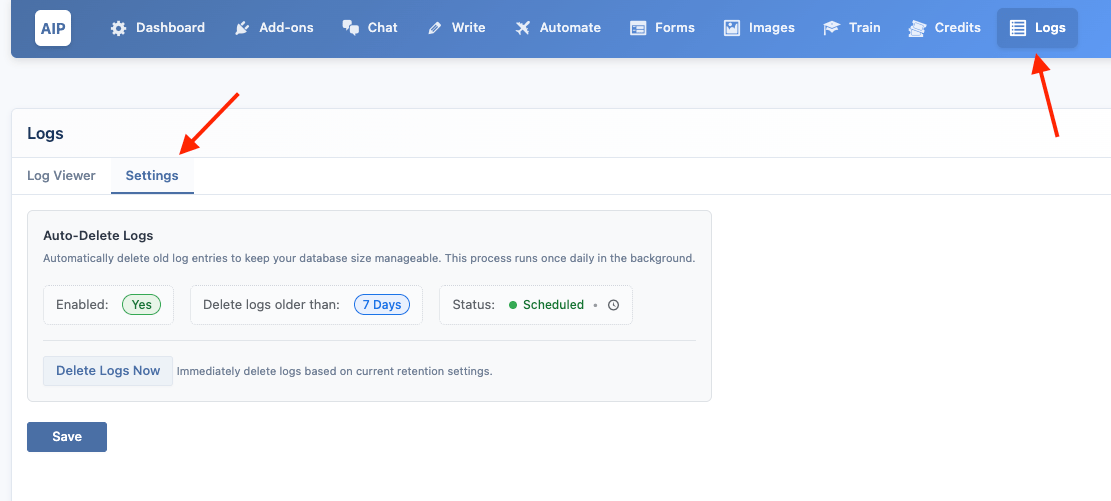 AIP Dashboard Add-ons Chat Write Automate Forms Images Train Credits Logs
Logs
Log Viewer Settings
Auto-Delete Logs
Automatically delete old log entries to keep your database size manageable. This process runs once daily in the background.
Enabled: Yes Delete logs older than: 7 Days Status: Scheduled •
Delete Logs Now Immediately delete logs based on current retention settings.
Save